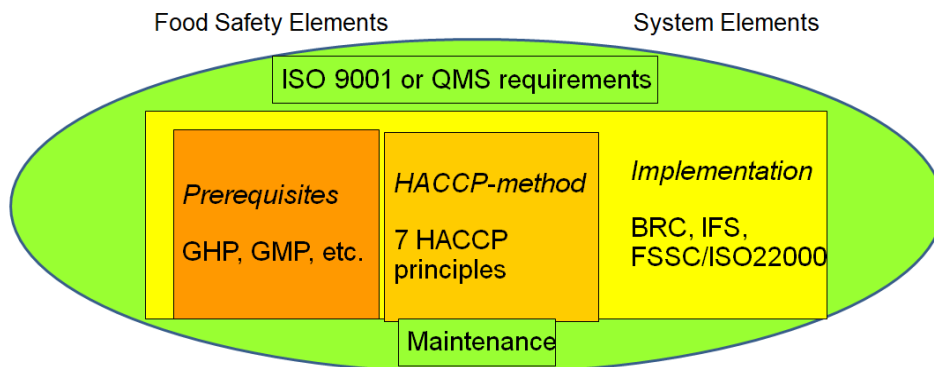 Food Safety Elements
System Elements
ISO 9001 or QMS requirements
Prerequisites
GHP, GMP, etc.
HACCP-method
7 HACCP
principles
Implementation
BRC, IFS,
FSSC/ISO22000
Maintenance